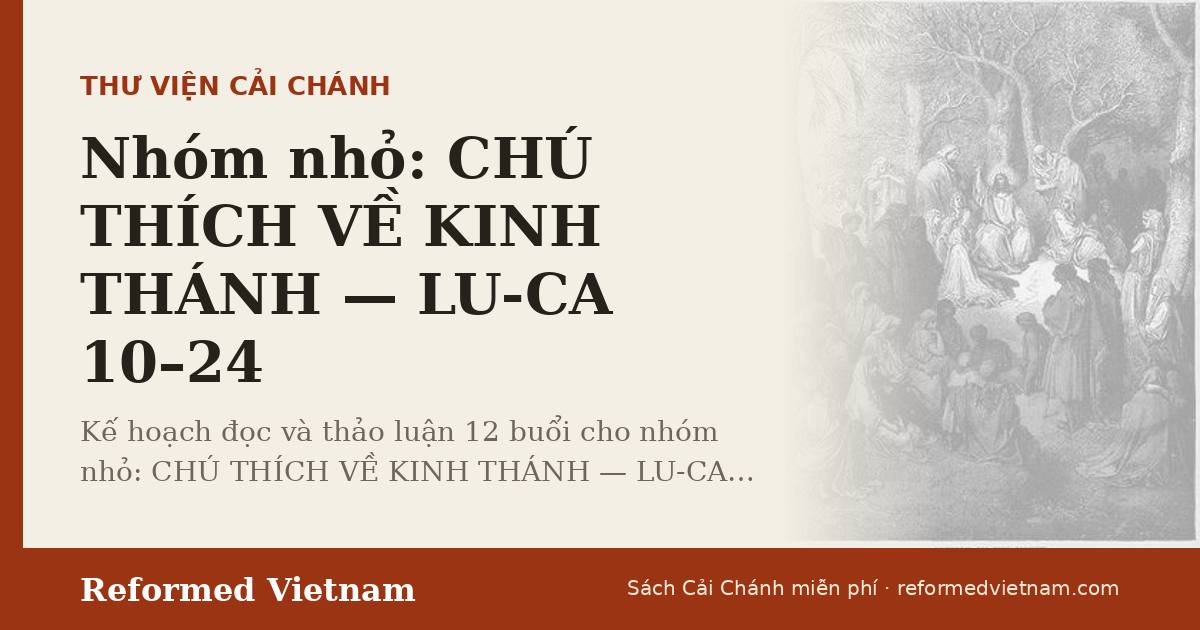 THƯ VIỆN CẢI CHÁNH
Nhóm nhỏ: CHÚ
THÍCH VỀ KINH
THÁNH — LU-CA
10–24
Kế hoạch đọc và thảo luận 12 buổi cho nhóm
nhỏ: CHÚ THÍCH VỀ KINH THÁNH — LU-CA...
Reformed Vietnam
Sách Cải Chánh miễn phí · reformedvietnam.com